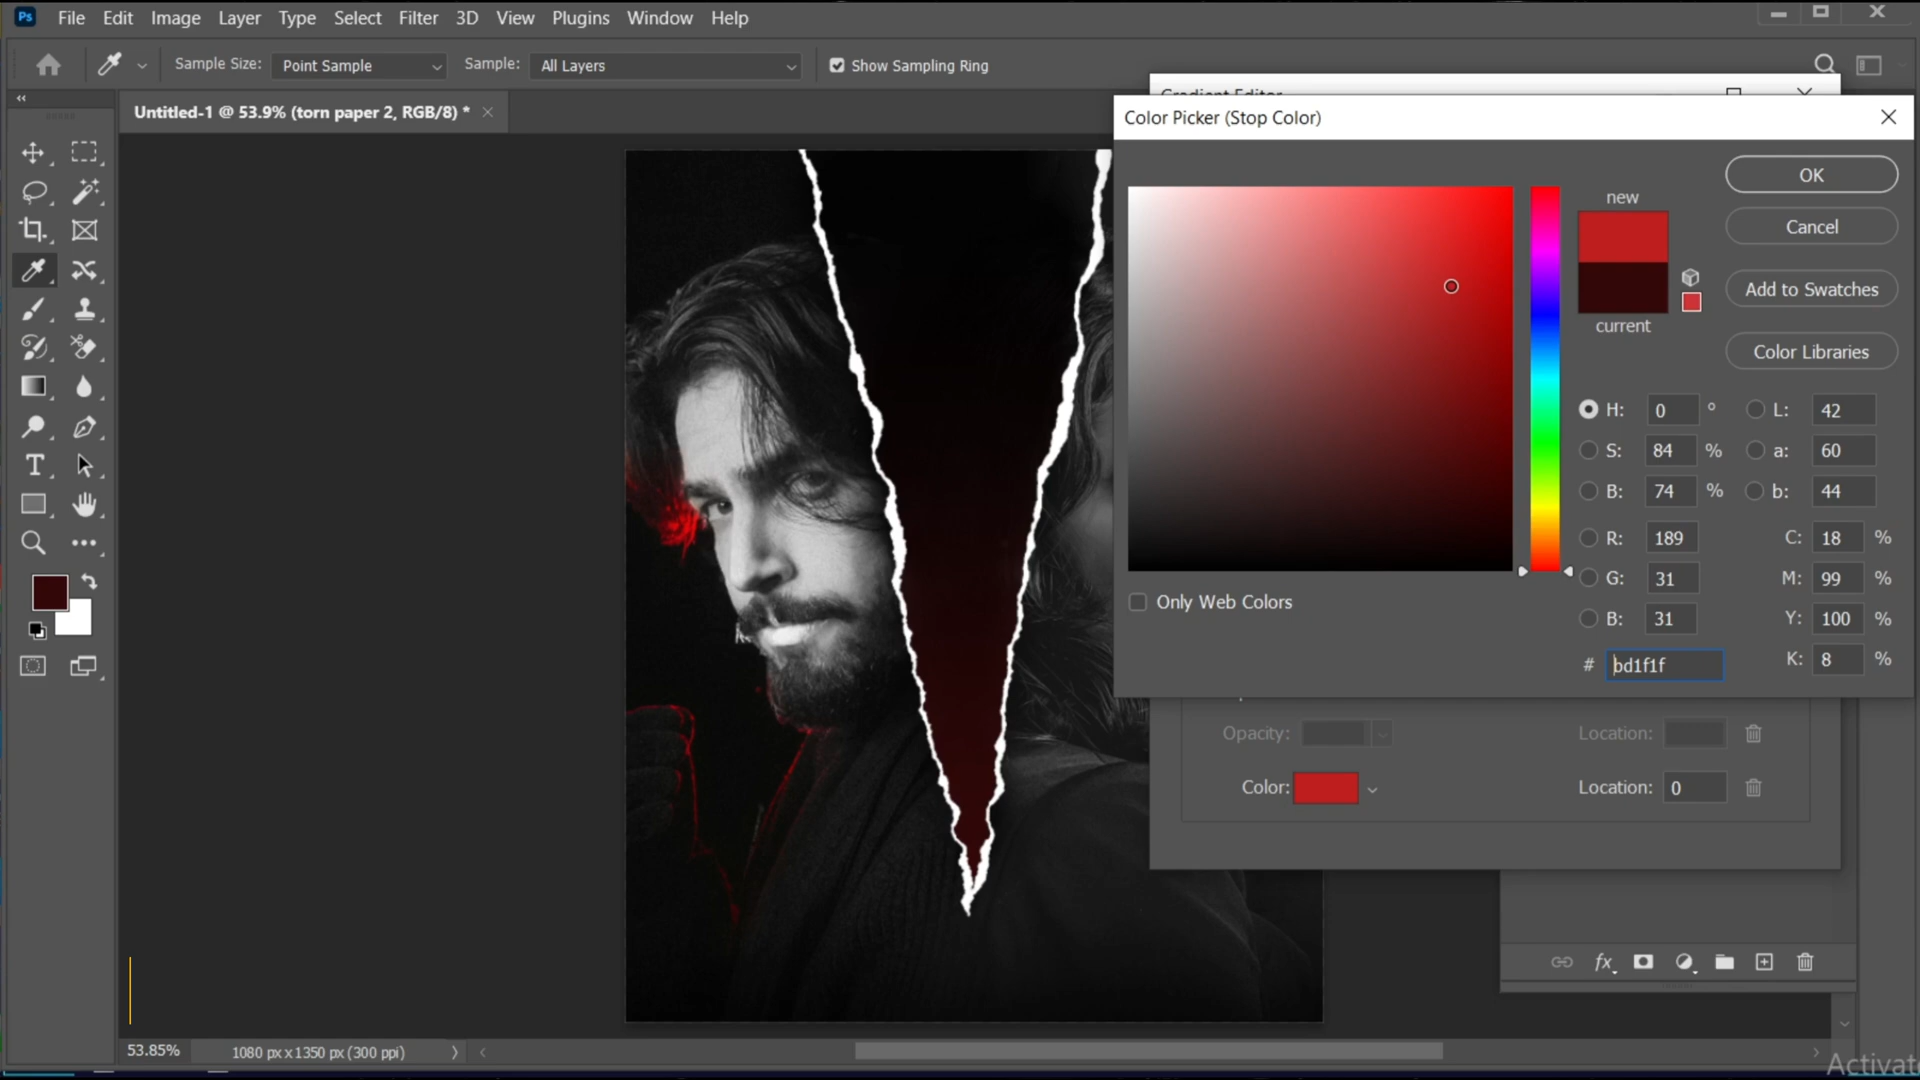 Ps File Edit Image Layer Type Select Filter 3D View Plugins Window Help
Sample Size: Point Sample Sample: All Layers Show Sampling Ring
Gradient Editor
Untitled-1 @ 53.9% (torn paper 2, RGB/8) *
Color Picker (Stop Color)
new
current
OK
Cancel
Add to Swatches
Color Libraries
H: 0 ° L: 42
S: 84 % a: 60
B: 74 % b: 44
R: 189 C: 18 %
G: 31 M: 99 %
B: 31 Y: 100 %
# bd1f1f K: 8 %
Only Web Colors
Opacity: Location:
Color: Location: 0
T
fx
53.85% 1080 px x 1350 px (300 ppi)
Activat